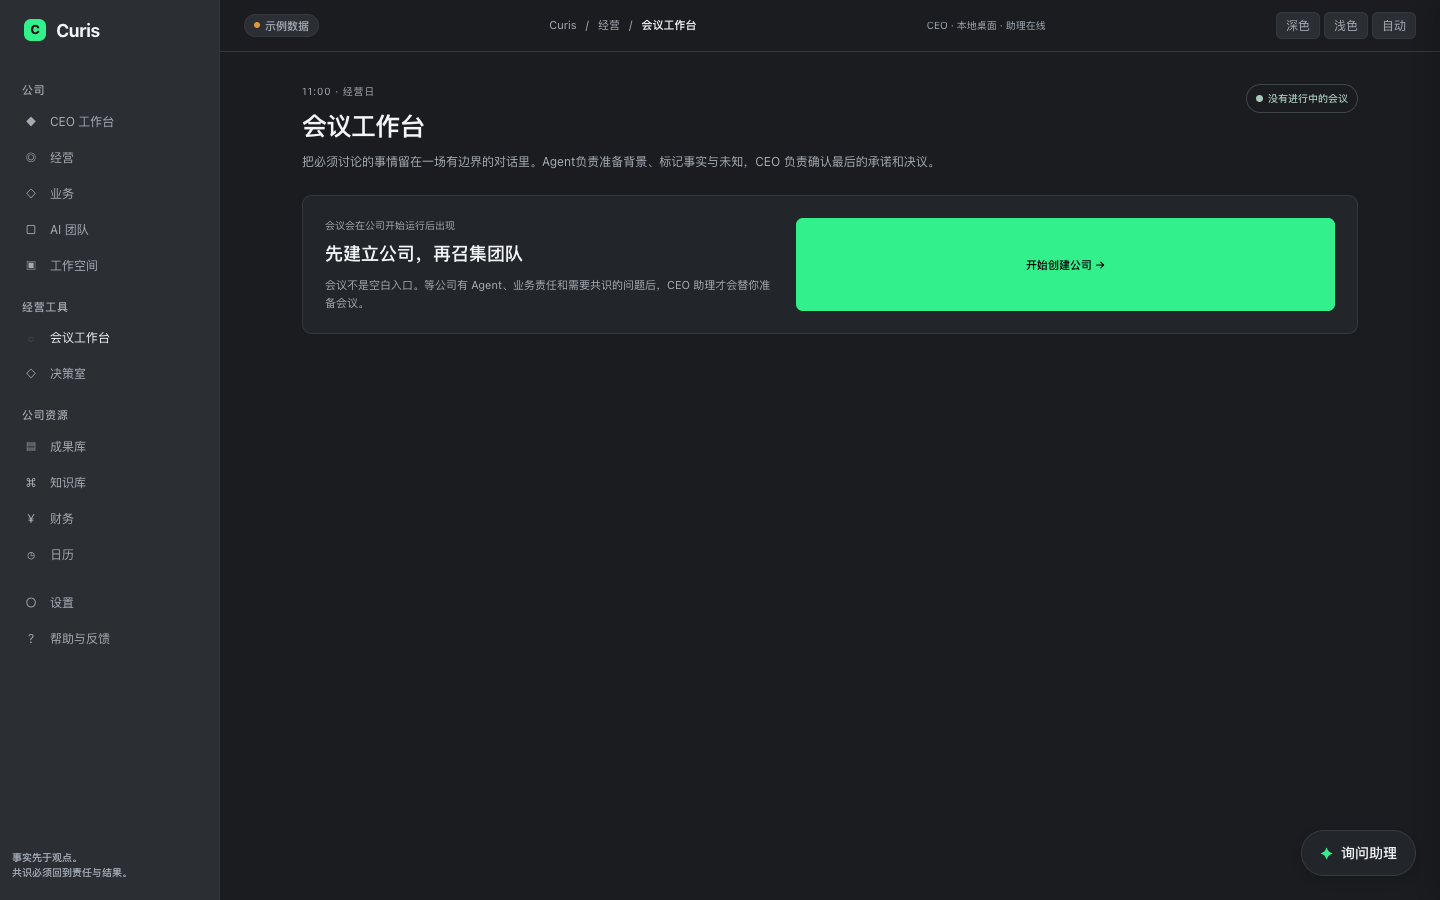 C Curis
公司
CEO 工作台
经营
业务
AI 团队
工作空间
经营工具
会议工作台
决策室
公司资源
成果库
知识库
¥ 财务
日历
设置
? 帮助与反馈
事实先于观点。
共识必须回到责任与结果。
示例数据
Curis / 经营 / 会议工作台
CEO · 本地桌面 · 助理在线
深色
浅色
自动
11:00 · 经营日
没有进行中的会议
会议工作台
把必须讨论的事情留在一场有边界的对话里。Agent负责准备背景、标记事实与未知，CEO 负责确认最后的承诺和决议。
会议会在公司开始运行后出现
先建立公司，再召集团队
会议不是空白入口。等公司有 Agent、业务责任和需要共识的问题后，CEO 助理才会替你准
备会议。
开始创建公司 →
询问助理